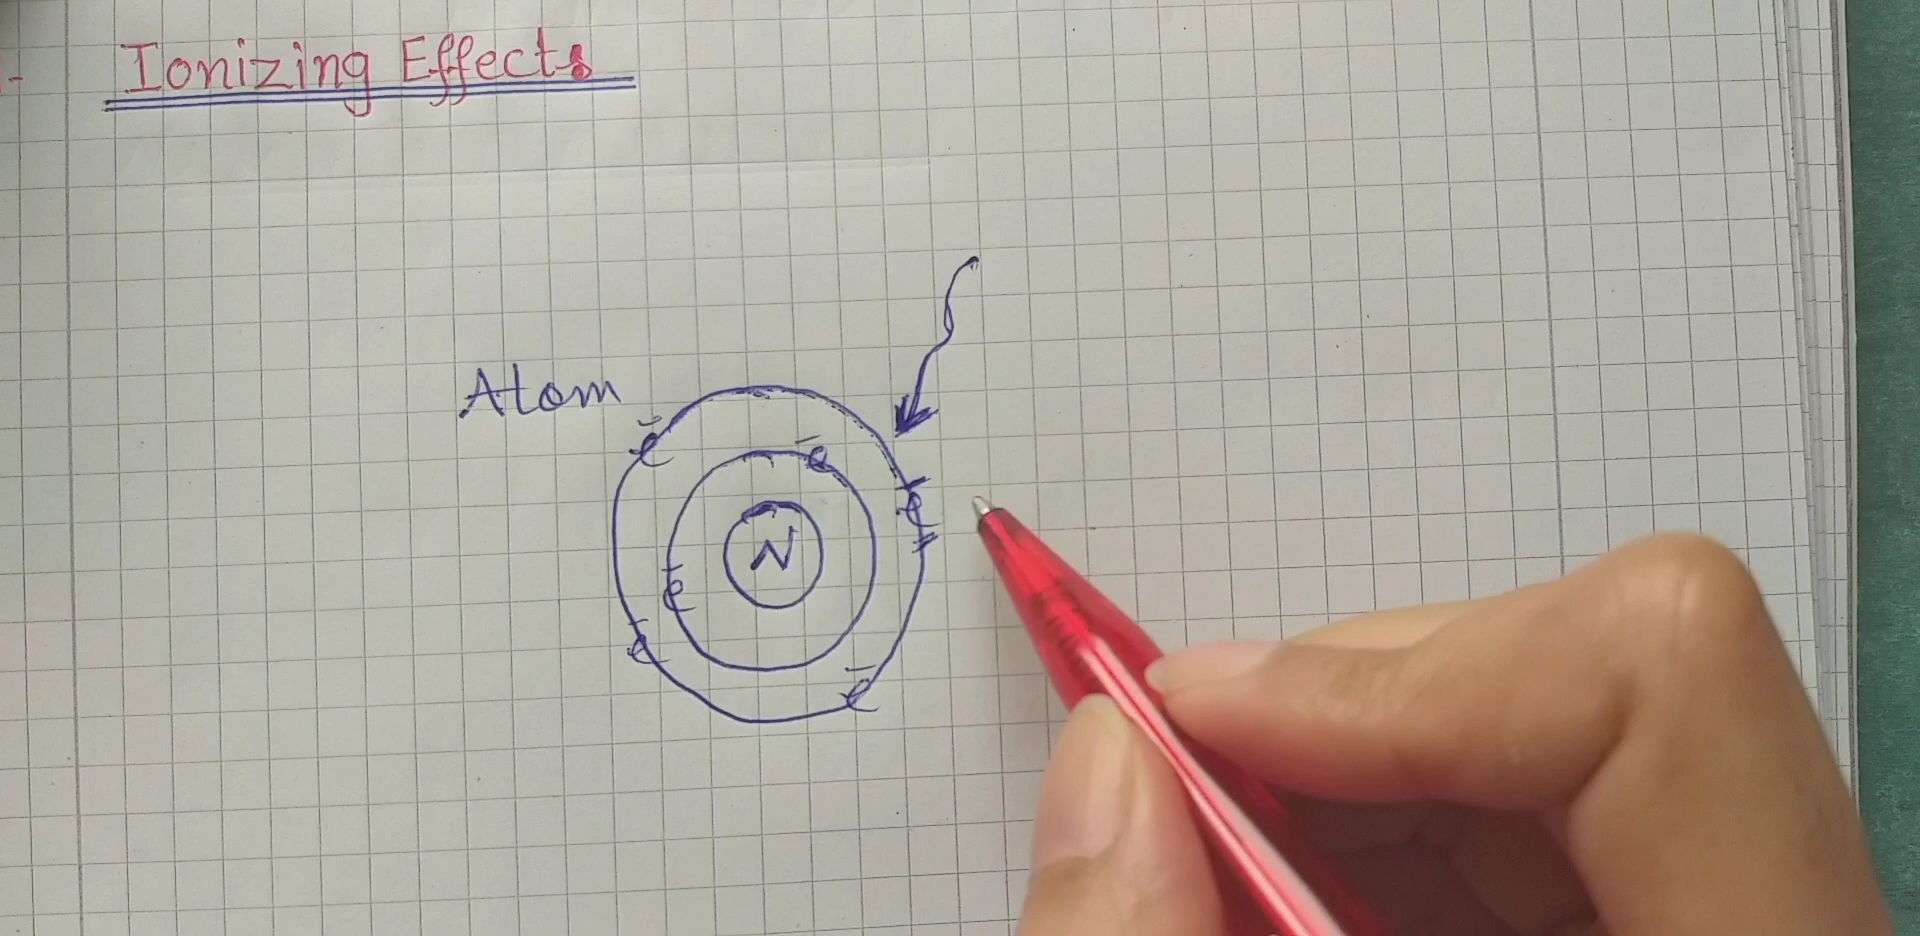 Ionizing Effects
Atom
e⁻
e⁻
e⁻
N
e⁻
e⁻
e⁻